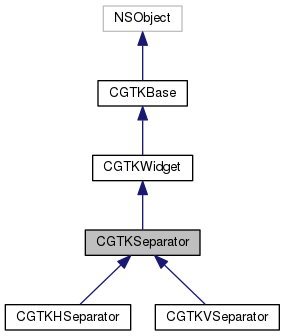 NSObject
CGTKBase
CGTKWidget
CGTKSeparator
CGTKHSeparator
CGTKVSeparator